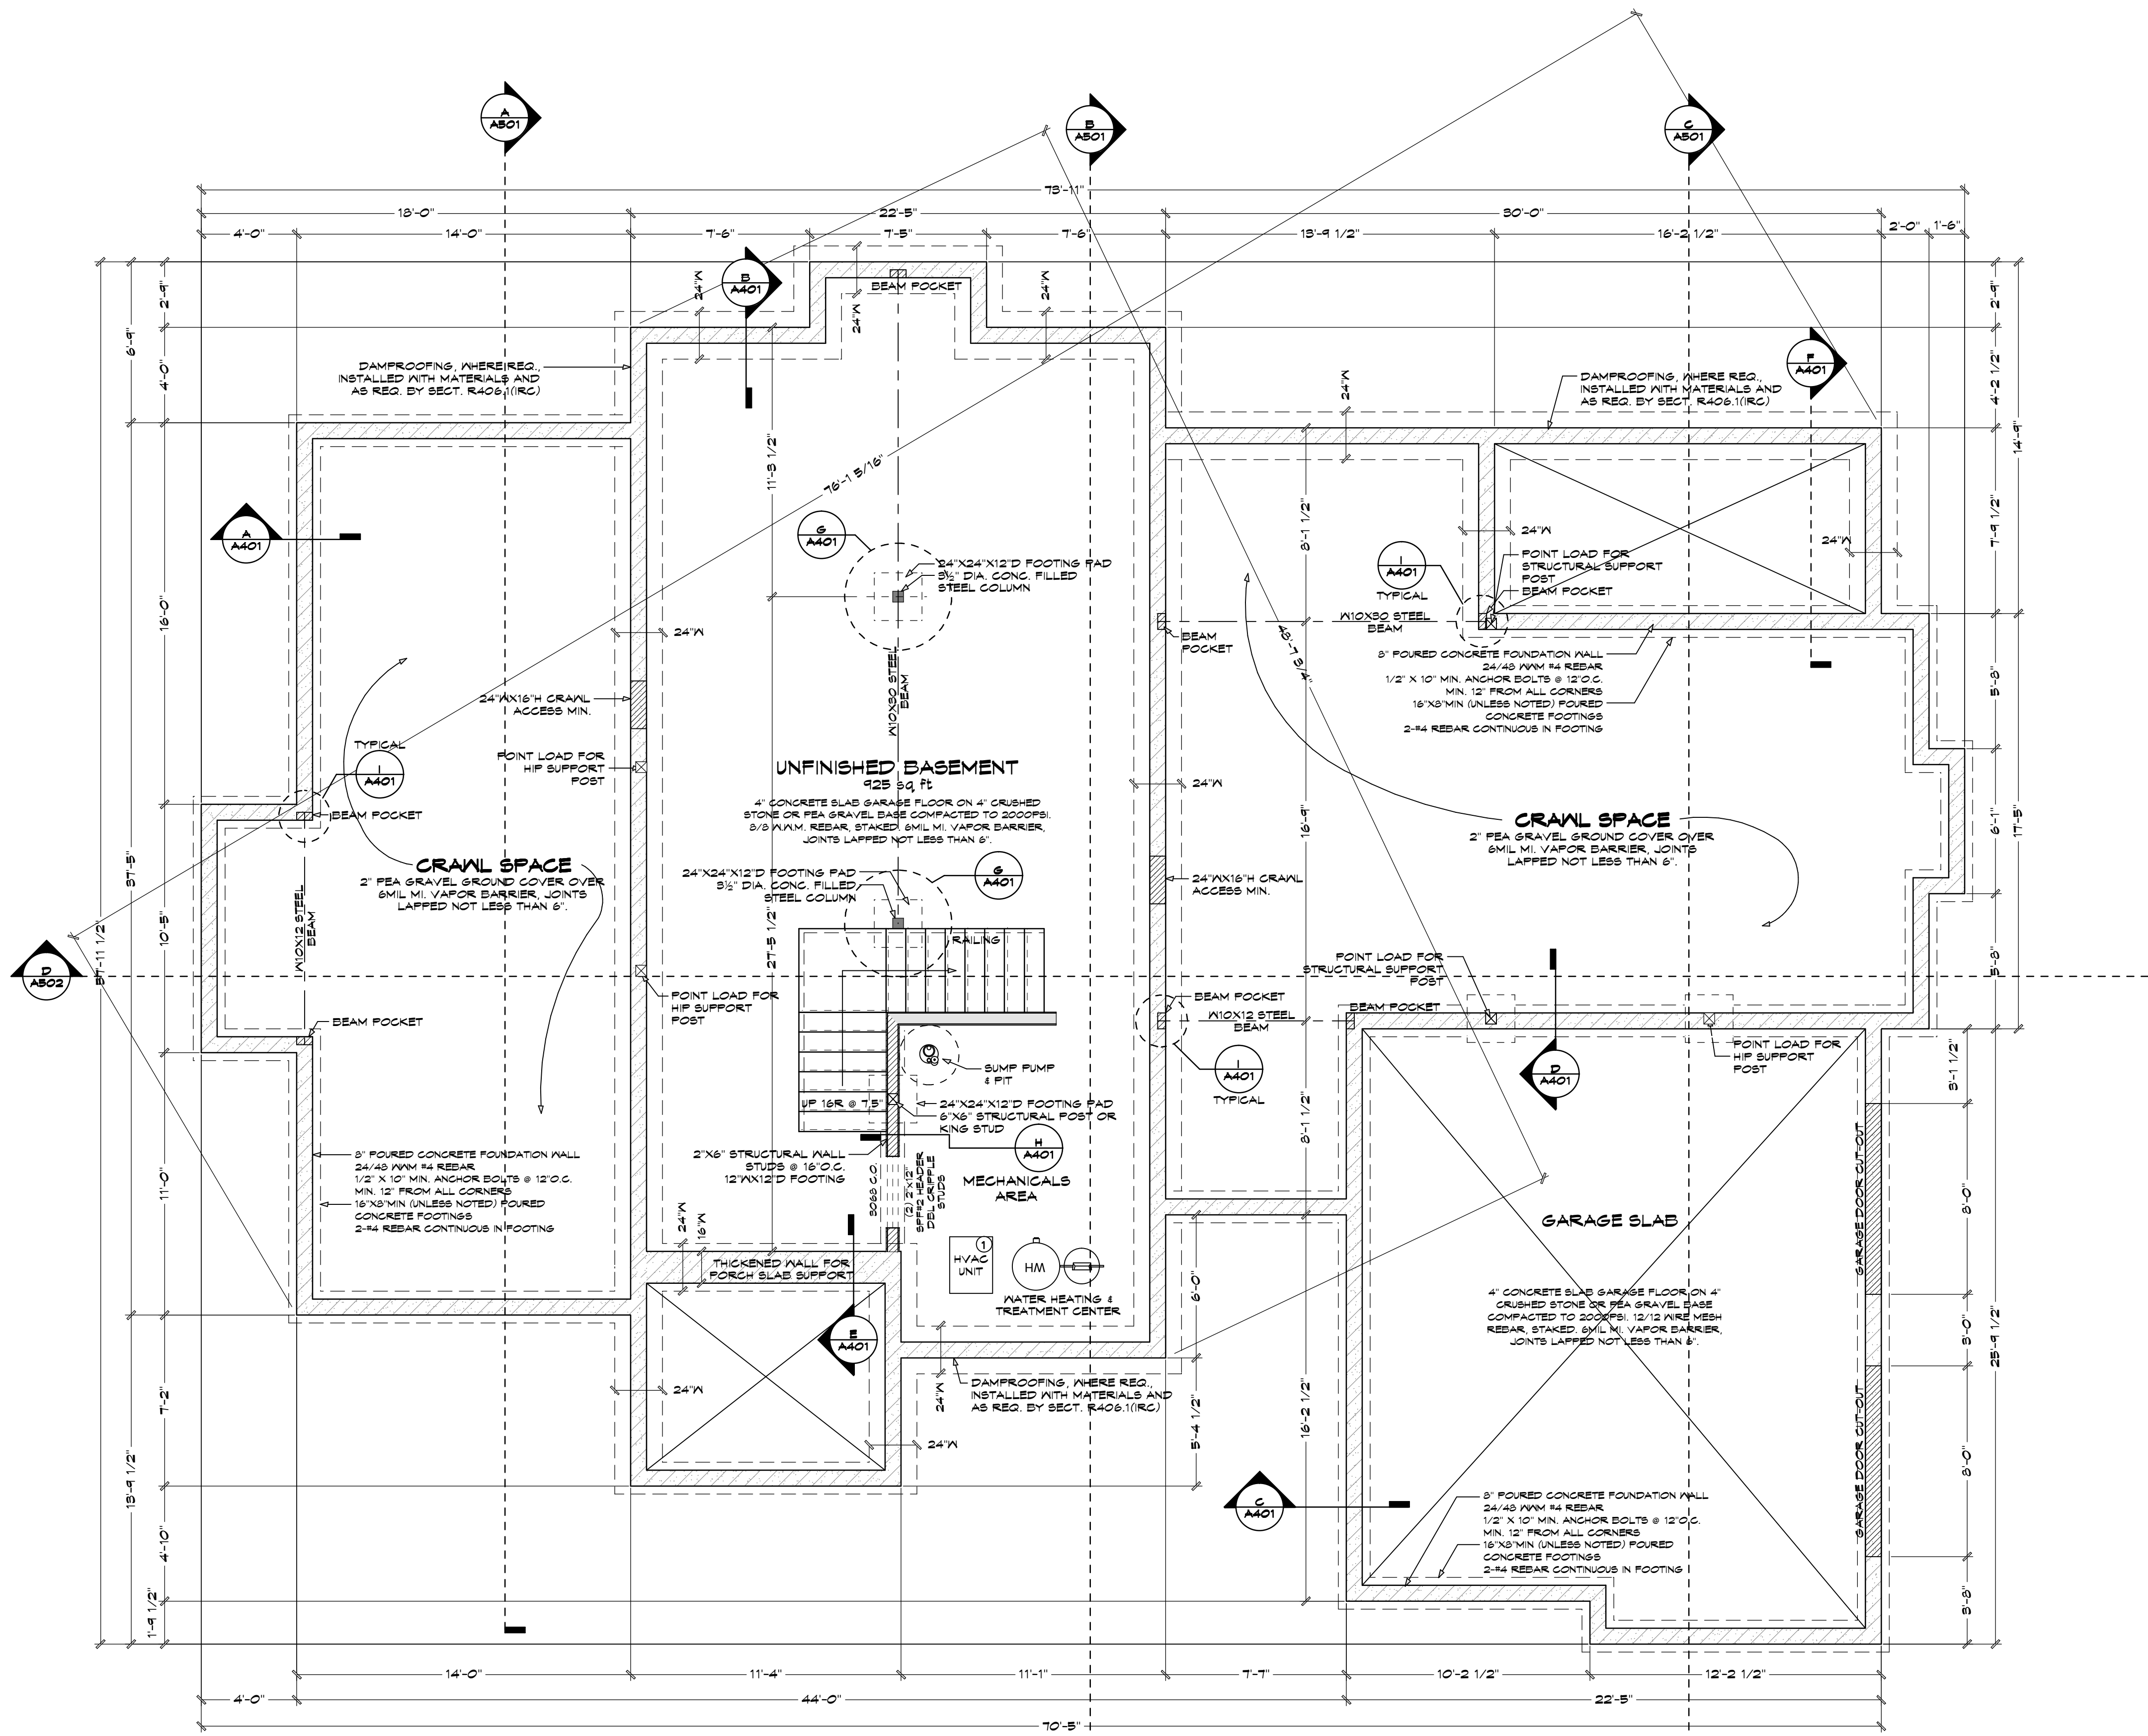 A
A501
B
A501
C
A501
73'-11"
18'-0"
22'-5"
30'-0"
4'-0"
14'-0"
7'-6"
7'-5"
7'-6"
13'-9 1/2"
16'-2 1/2"
2'-0"
1'-6"
2'-9"
6'-9"
4'-0"
24"W
B
A401
BEAM POCKET
24"W
24"W
2'-9"
4'-2 1/2"
14'-9"
F
A401
DAMPROOFING, WHERE REQ.,
INSTALLED WITH MATERIALS AND
AS REQ. BY SECT. R406.1(IRC)
24"W
DAMPROOFING, WHERE REQ.,
INSTALLED WITH MATERIALS AND
AS REQ. BY SECT. R406.1(IRC)
11'-3 1/2"
76'-1 5/16"
A
A401
G
A401
24"X24"X12"D FOOTING PAD
3½" DIA. CONC. FILLED
STEEL COLUMN
8'-1 1/2"
7'-9 1/2"
24"W
24"W
I
A401
TYPICAL
POINT LOAD FOR
STRUCTURAL SUPPORT
POST
BEAM POCKET
W10X30 STEEL
BEAM
16'-0"
24"W
BEAM
POCKET
W10X30 STEEL
BEAM
48'-7 3/4"
8" POURED CONCRETE FOUNDATION WALL
24/48 WWM #4 REBAR
1/2" X 10" MIN. ANCHOR BOLTS @ 12"O.C.
MIN. 12" FROM ALL CORNERS
16"X8"MIN (UNLESS NOTED) POURED
CONCRETE FOOTINGS
2-#4 REBAR CONTINUOUS IN FOOTING
5'-8"
24"WX16"H CRAWL
ACCESS MIN.
TYPICAL
I
A401
POINT LOAD FOR
HIP SUPPORT
POST
UNFINISHED BASEMENT
925 sq ft
4" CONCRETE SLAB GARAGE FLOOR ON 4" CRUSHED
STONE OR PEA GRAVEL BASE COMPACTED TO 2000PSI.
8/8 W.W.M. REBAR, STAKED. 6MIL MI. VAPOR BARRIER,
JOINTS LAPPED NOT LESS THAN 6".
24"W
BEAM POCKET
16'-9"
CRAWL SPACE
2" PEA GRAVEL GROUND COVER OVER
6MIL MI. VAPOR BARRIER, JOINTS
LAPPED NOT LESS THAN 6".
6'-1"
17'-5"
37'-5"
CRAWL SPACE
2" PEA GRAVEL GROUND COVER OVER
6MIL MI. VAPOR BARRIER, JOINTS
LAPPED NOT LESS THAN 6".
24"X24"X12"D FOOTING PAD
3½" DIA. CONC. FILLED
STEEL COLUMN
G
A401
24"WX16"H CRAWL
ACCESS MIN.
W10X12 STEEL
BEAM
10'-5"
27'-5 1/2"
RAILING
D
A502
57'-11 1/2"
POINT LOAD FOR
STRUCTURAL SUPPORT
POST
5'-8"
POINT LOAD FOR
HIP SUPPORT
POST
BEAM POCKET
BEAM POCKET
W10X12 STEEL
BEAM
BEAM POCKET
POINT LOAD FOR
HIP SUPPORT
POST
3'-1 1/2"
D
A401
I
A401
TYPICAL
SUMP PUMP
& PIT
UP 16R @ 7.5"
24"X24"X12"D FOOTING PAD
6"X6" STRUCTURAL POST OR
KING STUD
H
A401
8'-1 1/2"
2"X6" STRUCTURAL WALL
STUDS @ 16"O.C.
12"WX12"D FOOTING
3068 C.O.
(2) 2"X12"
SPF#2 HEADER
DBL CRIPPLE
STUDS
MECHANICALS
AREA
11'-0"
8" POURED CONCRETE FOUNDATION WALL
24/48 WWM #4 REBAR
1/2" X 10" MIN. ANCHOR BOLTS @ 12"O.C.
MIN. 12" FROM ALL CORNERS
16"X8"MIN (UNLESS NOTED) POURED
CONCRETE FOOTINGS
2-#4 REBAR CONTINUOUS IN FOOTING
GARAGE DOOR CUT-OUT
8'-0"
GARAGE SLAB
24"W
16"W
THICKENED WALL FOR
PORCH SLAB SUPPORT
1
HVAC
UNIT
HW
WATER HEATING &
TREATMENT CENTER
6'-0"
4" CONCRETE SLAB GARAGE FLOOR ON 4"
CRUSHED STONE OR PEA GRAVEL BASE
COMPACTED TO 2000PSI. 12/12 WIRE MESH
REBAR, STAKED. 6MIL MI. VAPOR BARRIER,
JOINTS LAPPED NOT LESS THAN 6".
3'-0"
25'-9 1/2"
E
A401
24"W
24"W
DAMPROOFING, WHERE REQ.,
INSTALLED WITH MATERIALS AND
AS REQ. BY SECT. R406.1(IRC)
7'-2"
24"W
5'-4 1/2"
16'-2 1/2"
GARAGE DOOR CUT-OUT
8'-0"
13'-9 1/2"
C
A401
8" POURED CONCRETE FOUNDATION WALL
24/48 WWM #4 REBAR
1/2" X 10" MIN. ANCHOR BOLTS @ 12"O.C.
MIN. 12" FROM ALL CORNERS
16"X8"MIN (UNLESS NOTED) POURED
CONCRETE FOOTINGS
2-#4 REBAR CONTINUOUS IN FOOTING
4'-10"
3'-8"
1'-9 1/2"
14'-0"
11'-4"
11'-1"
7'-7"
10'-2 1/2"
12'-2 1/2"
4'-0"
44'-0"
22'-5"
70'-5"